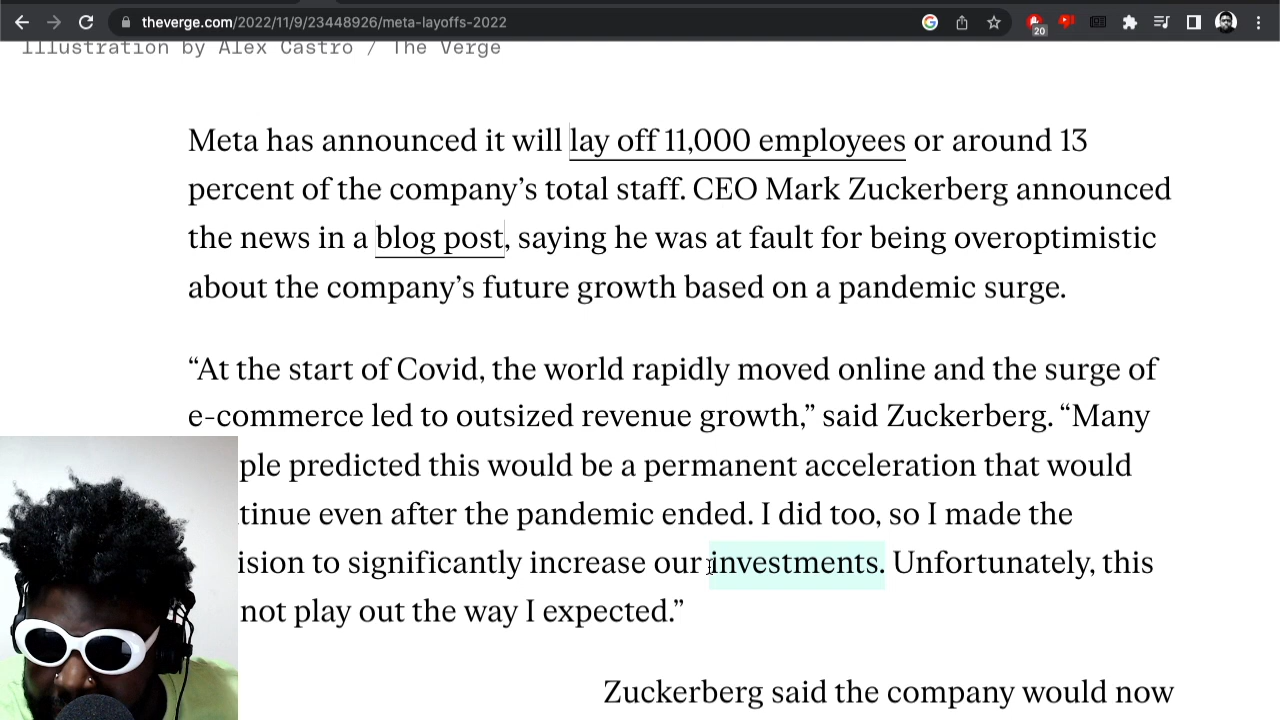 theverge.com/2022/11/9/23448926/meta-layoffs-2022
20
Illustration by Alex Castro / The Verge
Meta has announced it will lay off 11,000 employees or around 13
percent of the company’s total staff. CEO Mark Zuckerberg announced
the news in a blog post, saying he was at fault for being overoptimistic
about the company’s future growth based on a pandemic surge.
“At the start of Covid, the world rapidly moved online and the surge of
e-commerce led to outsized revenue growth,” said Zuckerberg. “Many
ple predicted this would be a permanent acceleration that would
tinue even after the pandemic ended. I did too, so I made the
ision to significantly increase our investments. Unfortunately, this
not play out the way I expected.”
Zuckerberg said the company would now